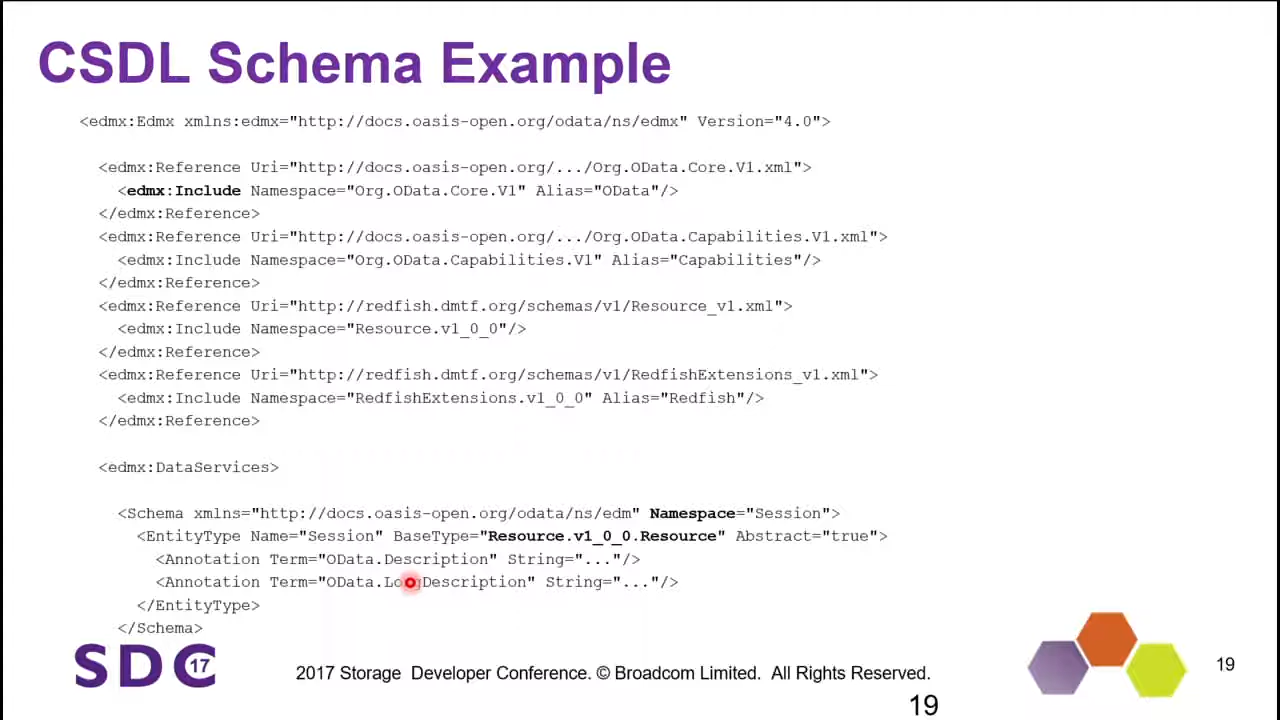 CSDL Schema Example
<edmx:Edmx xmlns:edmx="http://docs.oasis-open.org/odata/ns/edmx" Version="4.0">
<edmx:Reference Uri="http://docs.oasis-open.org/.../Org.OData.Core.V1.xml">
<edmx:Include Namespace="Org.OData.Core.V1" Alias="OData"/>
</edmx:Reference>
<edmx:Reference Uri="http://docs.oasis-open.org/.../Org.OData.Capabilities.V1.xml">
<edmx:Include Namespace="Org.OData.Capabilities.V1" Alias="Capabilities"/>
</edmx:Reference>
<edmx:Reference Uri="http://redfish.dmtf.org/schemas/v1/Resource_v1.xml">
<edmx:Include Namespace="Resource.v1_0_0"/>
</edmx:Reference>
<edmx:Reference Uri="http://redfish.dmtf.org/schemas/v1/RedfishExtensions_v1.xml">
<edmx:Include Namespace="RedfishExtensions.v1_0_0" Alias="Redfish"/>
</edmx:Reference>
<edmx:DataServices>
<Schema xmlns="http://docs.oasis-open.org/odata/ns/edm" Namespace="Session">
<EntityType Name="Session" BaseType="Resource.v1_0_0.Resource" Abstract="true">
<Annotation Term="OData.Description" String="..."/>
<Annotation Term="OData.LongDescription" String="..."/>
</EntityType>
</Schema>
SDC 17
2017 Storage Developer Conference. © Broadcom Limited. All Rights Reserved.
19
19